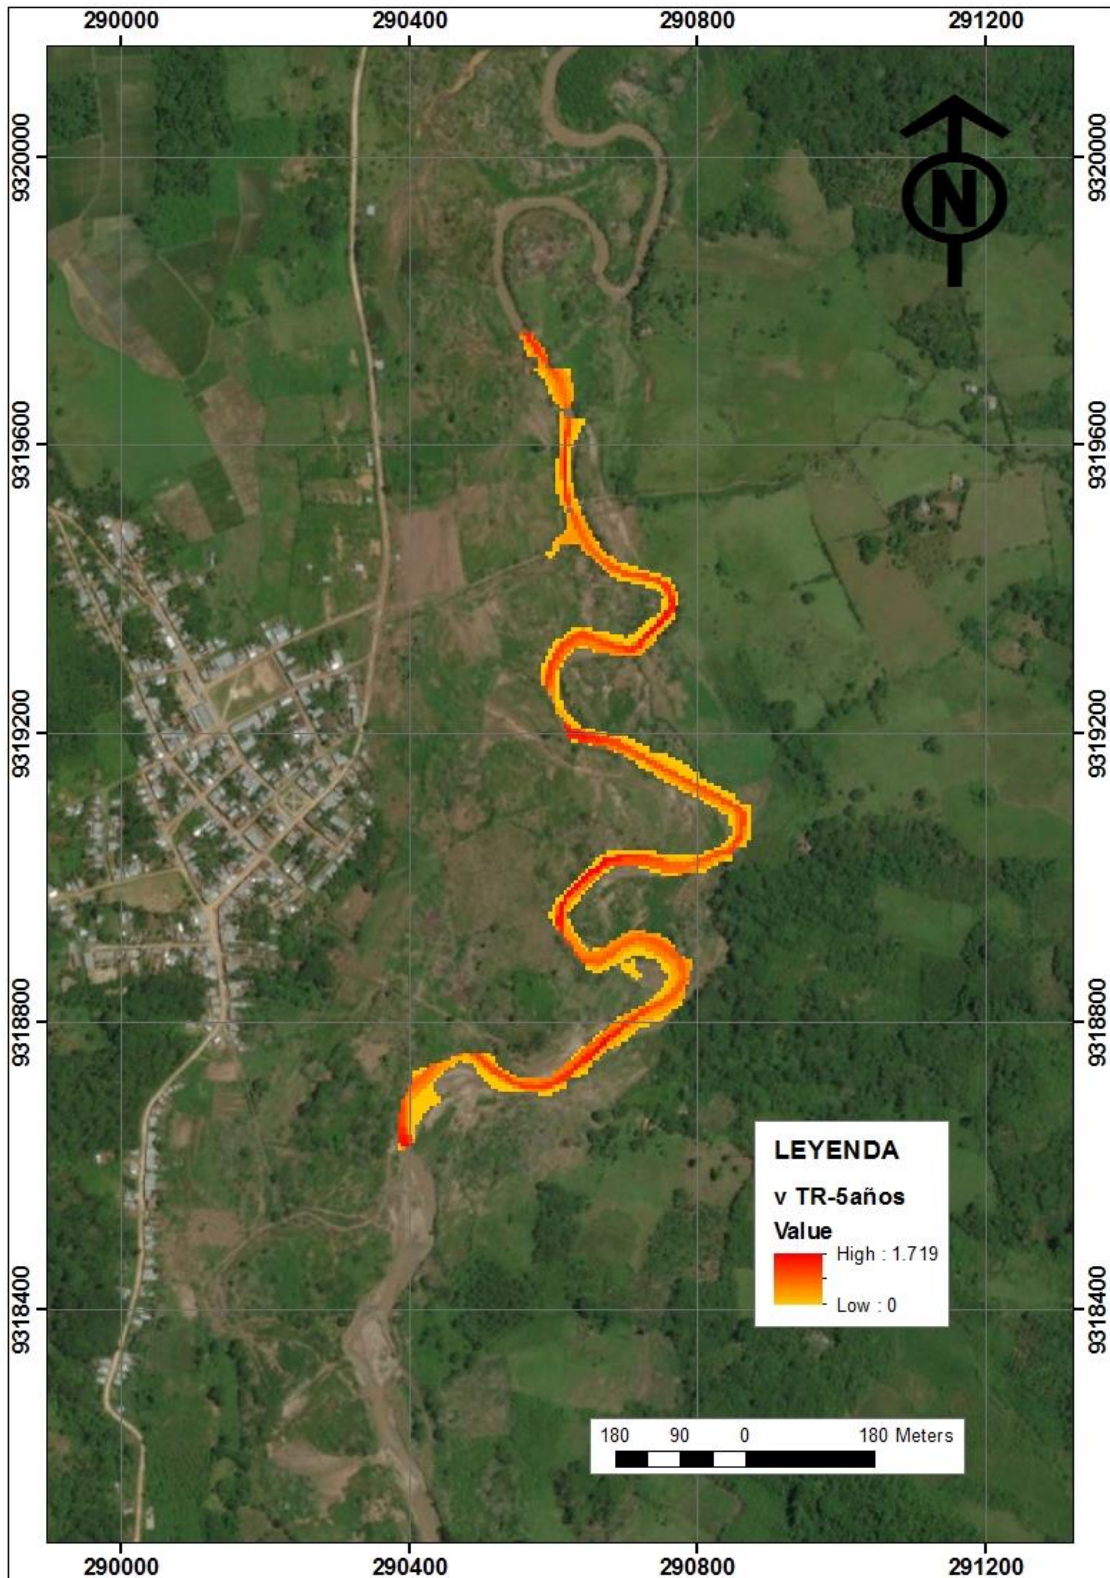 290000 290400 290800 291200
9320000 9320000
N
9319600 9319600
9319200 9319200
9318800 9318800
LEYENDA
v TR-5años
Value
High : 1.719
Low : 0
9318400 9318400
180 90 0 180 Meters
290000 290400 290800 291200